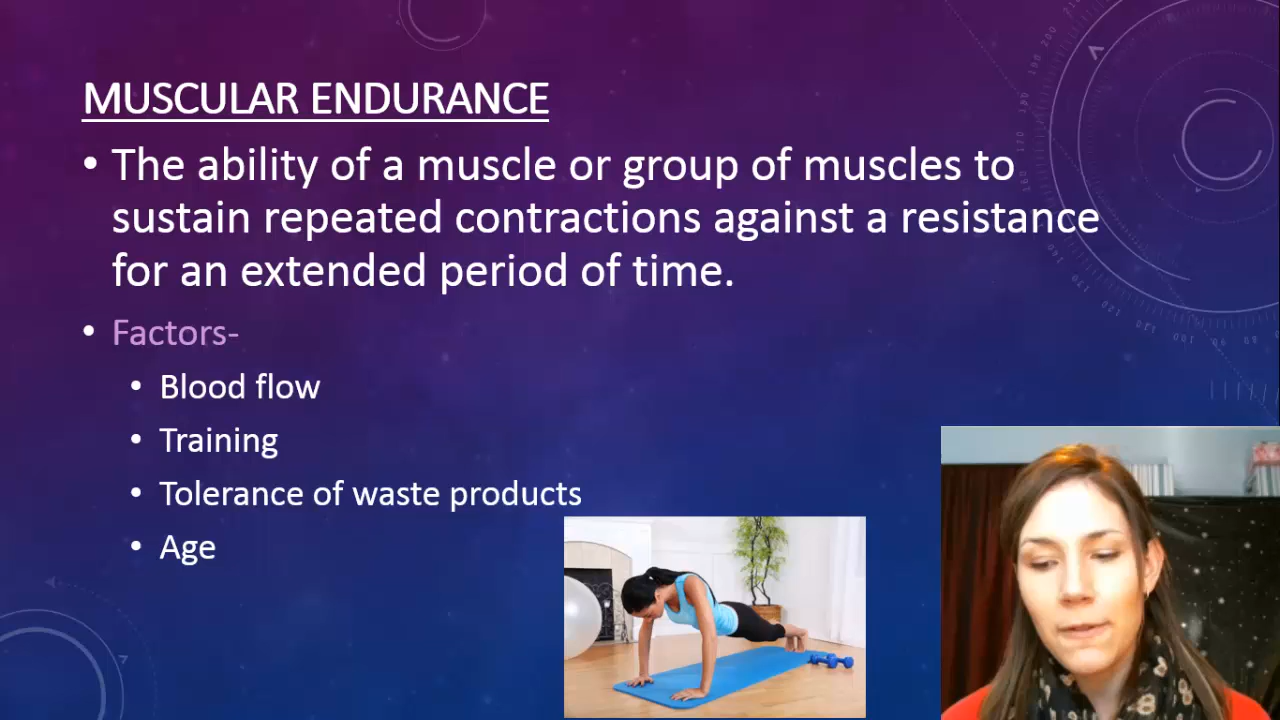 MUSCULAR ENDURANCE
• The ability of a muscle or group of muscles to
sustain repeated contractions against a resistance
for an extended period of time.
• Factors-
• Blood flow
• Training
• Tolerance of waste products
• Age